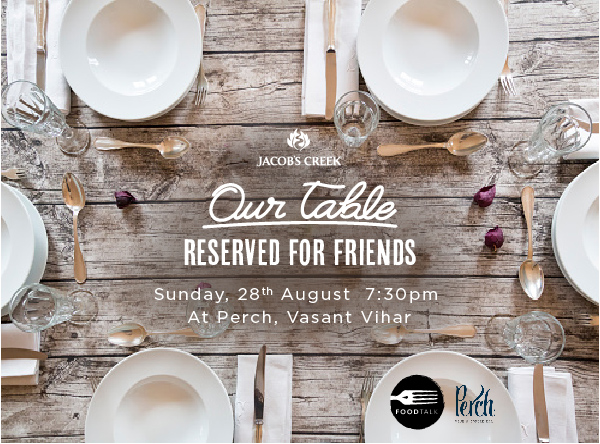 JACOB'S CREEK
Our Table
RESERVED FOR FRIENDS
Sunday, 28th August 7:30pm
At Perch, Vasant Vihar
FOODTALK
Perch